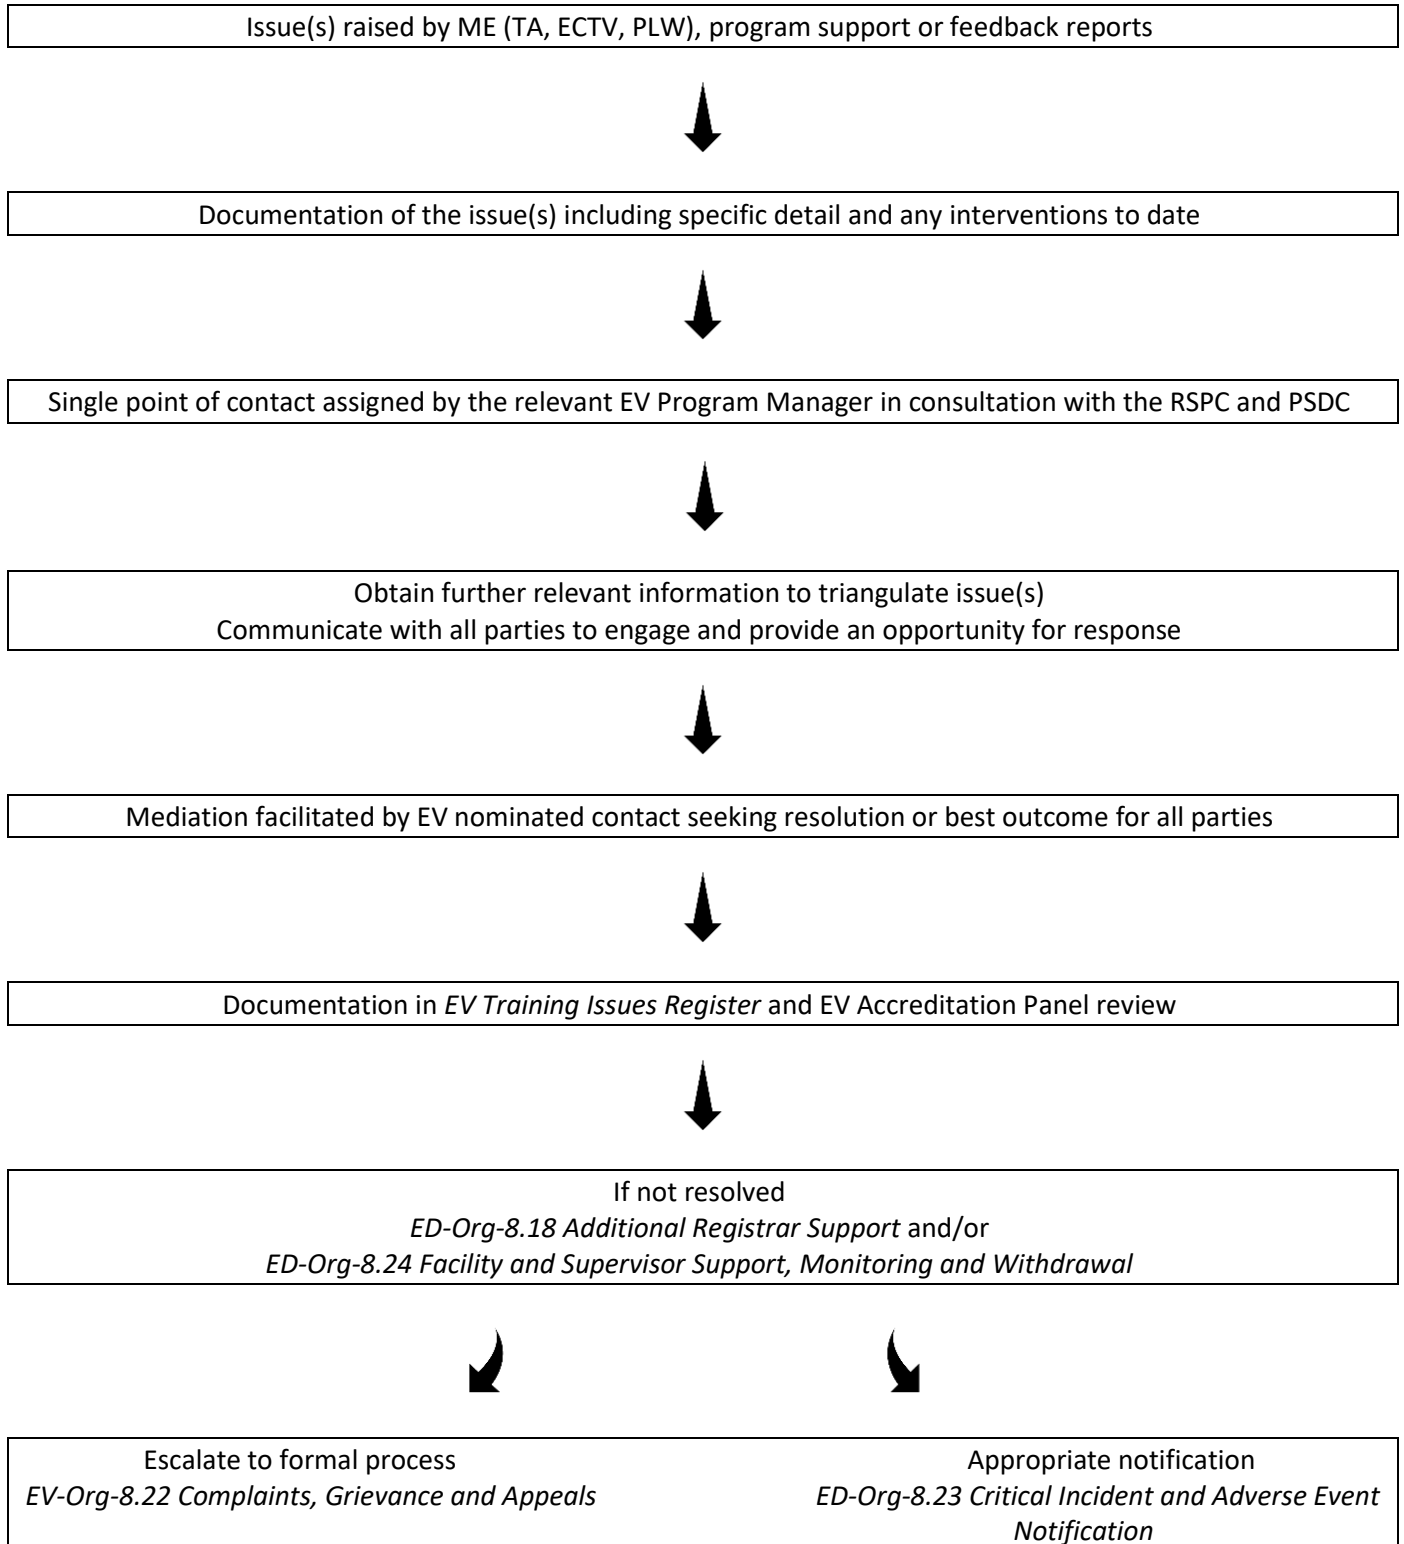 Issue(s) raised by ME (TA, ECTV, PLW), program support or feedback reports
Documentation of the issue(s) including specific detail and any interventions to date
Single point of contact assigned by the relevant EV Program Manager in consultation with the RSPC and PSDC
Obtain further relevant information to triangulate issue(s)
Communicate with all parties to engage and provide an opportunity for response
Mediation facilitated by EV nominated contact seeking resolution or best outcome for all parties
Documentation in EV Training Issues Register and EV Accreditation Panel review
If not resolved
ED-Org-8.18 Additional Registrar Support and/or
ED-Org-8.24 Facility and Supervisor Support, Monitoring and Withdrawal
Escalate to formal process
EV-Org-8.22 Complaints, Grievance and Appeals
Appropriate notification
ED-Org-8.23 Critical Incident and Adverse Event
Notification